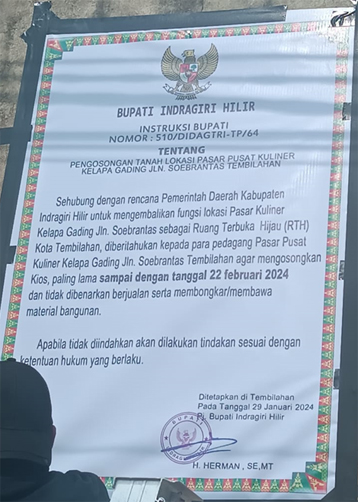 BUPATI INDRAGIRI HILIR
INSTRUKSI BUPATI
NOMOR : 510/DIDAGTRI-TP/64
TENTANG
PENGOSONGAN TANAH LOKASI PASAR PUSAT KULINER
KELAPA GADING JLN. SOEBRANTAS TEMBILAHAN
Sehubung dengan rencana Pemerintah Daerah Kabupaten
Indragiri Hilir untuk mengembalikan fungsi lokasi Pasar Kuliner
Kelapa Gading Jln. Soebrantas sebagai Ruang Terbuka Hijau (RTH)
Kota Tembilahan, diberitahukan kepada para pedagang Pasar Pusat
Kuliner Kelapa Gading Jln. Soebrantas Tembilahan agar mengosongkan
Kios, paling lama sampai dengan tanggal 22 februari 2024
dan tidak dibenarkan berjualan serta membongkar/membawa
material bangunan.
Apabila tidak diindahkan akan dilakukan tindakan sesuai dengan
ketentuan hukum yang berlaku.
Ditetapkan di Tembilahan
Pada Tanggal 29 Januari 2024
Pj. Bupati Indragiri Hilir
BUPATI
H. HERMAN , SE,MT